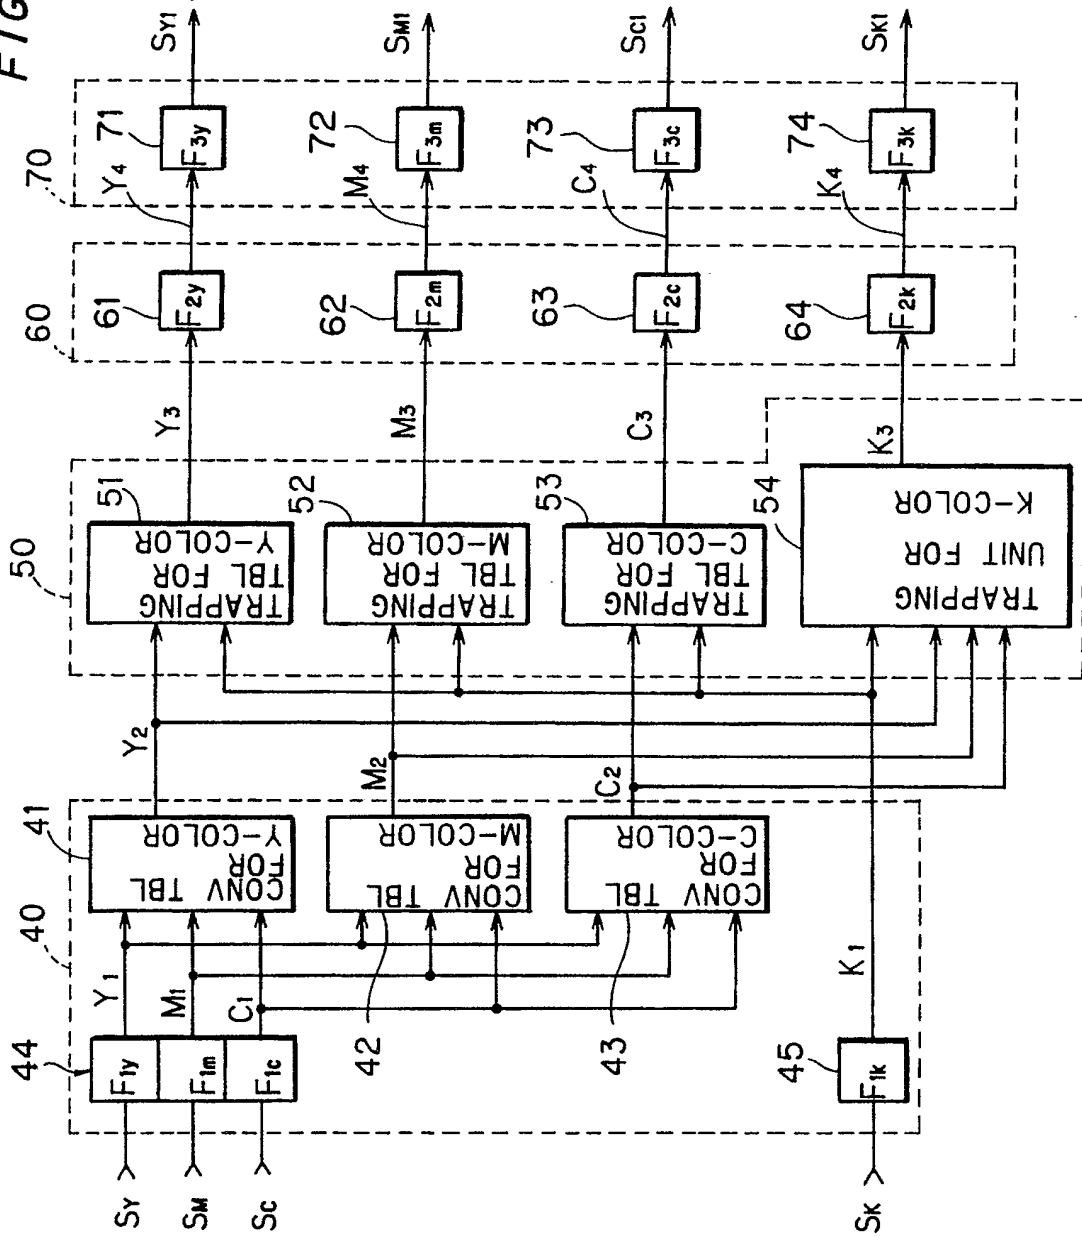 FIG
SY1
SM1
SC1
SK1
70
71
F3y
72
F3m
73
F3c
74
F3k
Y4
M4
C4
K4
60
61
F2y
62
F2m
63
F2c
64
F2k
Y3
M3
C3
K3
50
51
TRAPPING
TBL FOR
Y-COLOR
52
TRAPPING
TBL FOR
M-COLOR
53
TRAPPING
TBL FOR
C-COLOR
54
TRAPPING
UNIT FOR
K-COLOR
Y2
M2
C2
40
41
CONV TBL
FOR
Y-COLOR
42
CONV TBL
FOR
M-COLOR
43
CONV TBL
FOR
C-COLOR
Y1
M1
C1
K1
44
F1y
F1m
F1c
45
F1k
SY
SM
SC
SK